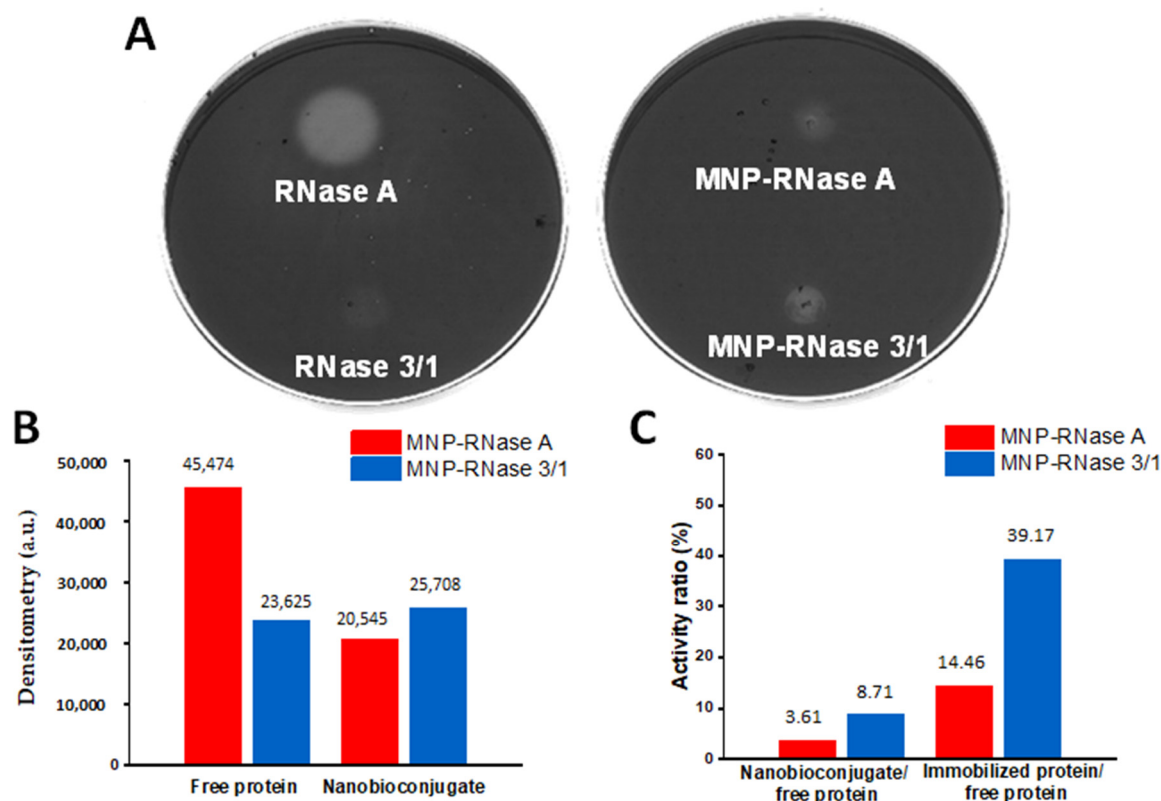 A
RNase A
RNase 3/1
MNP-RNase A
MNP-RNase 3/1
B
MNP-RNase A
MNP-RNase 3/1
Densitometry (a.u.)
50,000
40,000
30,000
20,000
10,000
0
45,474
23,625
20,545
25,708
Free protein
Nanobioconjugate
C
MNP-RNase A
MNP-RNase 3/1
Activity ratio (%)
60
50
40
30
20
10
0
3.61
8.71
14.46
39.17
Nanobioconjugate/
free protein
Immobilized protein/
free protein